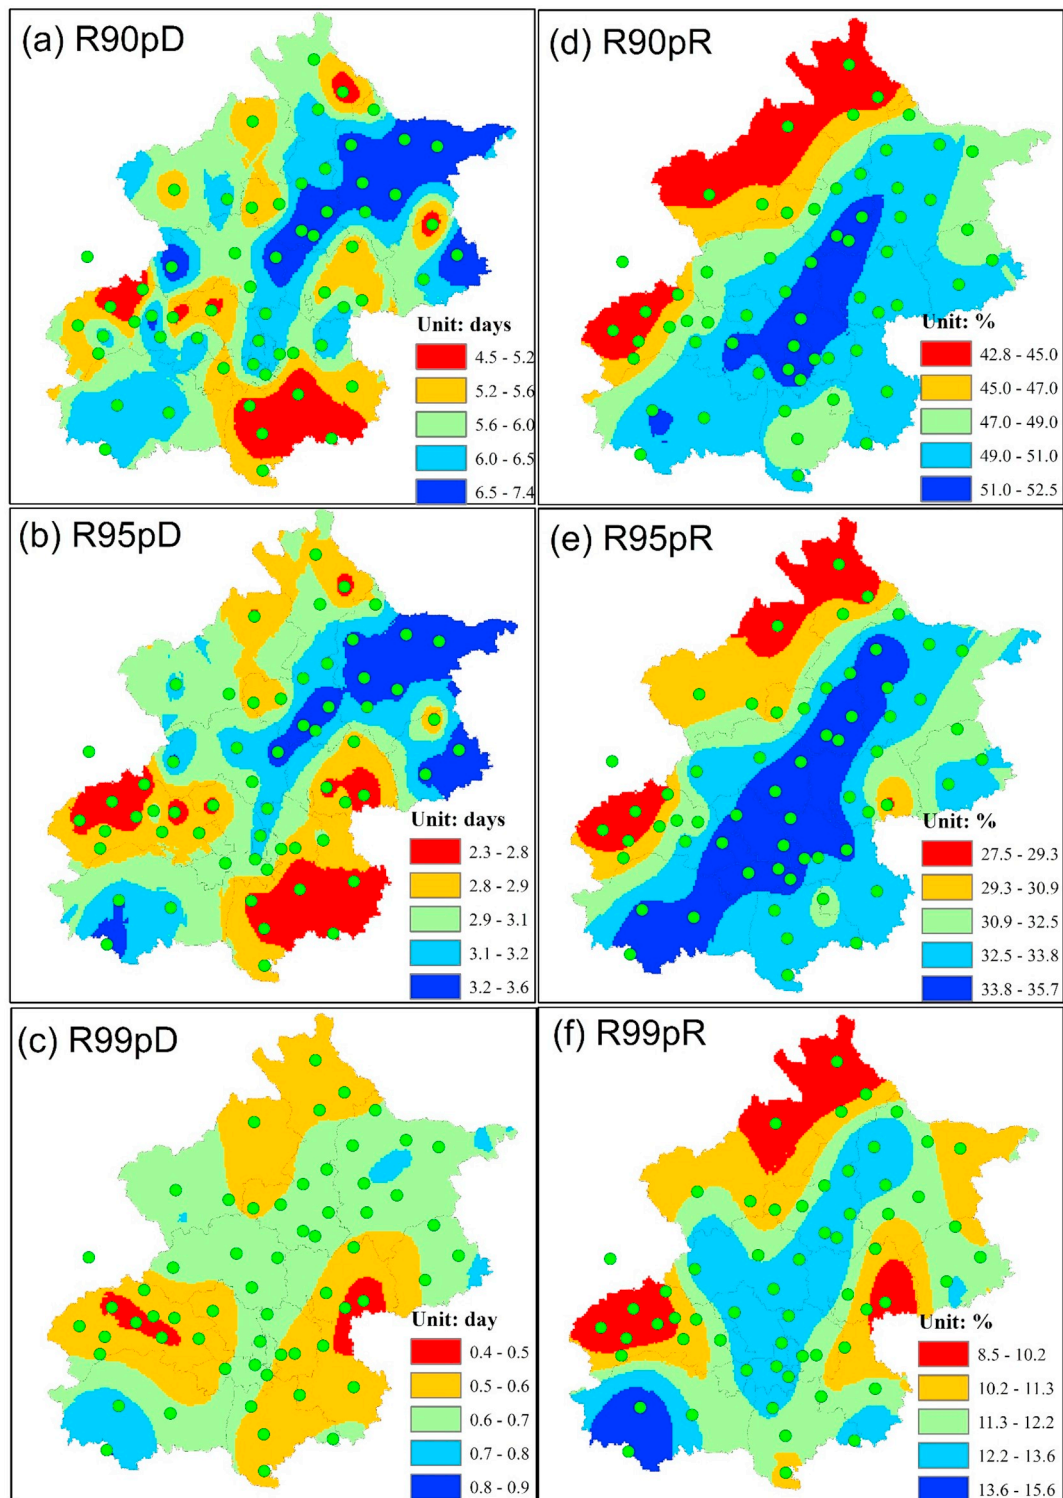 (a) R90pD
Unit: days
4.5 - 5.2
5.2 - 5.6
5.6 - 6.0
6.0 - 6.5
6.5 - 7.4
(d) R90pR
Unit: %
42.8 - 45.0
45.0 - 47.0
47.0 - 49.0
49.0 - 51.0
51.0 - 52.5
(b) R95pD
Unit: days
2.3 - 2.8
2.8 - 2.9
2.9 - 3.1
3.1 - 3.2
3.2 - 3.6
(e) R95pR
Unit: %
27.5 - 29.3
29.3 - 30.9
30.9 - 32.5
32.5 - 33.8
33.8 - 35.7
(c) R99pD
Unit: day
0.4 - 0.5
0.5 - 0.6
0.6 - 0.7
0.7 - 0.8
0.8 - 0.9
(f) R99pR
Unit: %
8.5 - 10.2
10.2 - 11.3
11.3 - 12.2
12.2 - 13.6
13.6 - 15.6